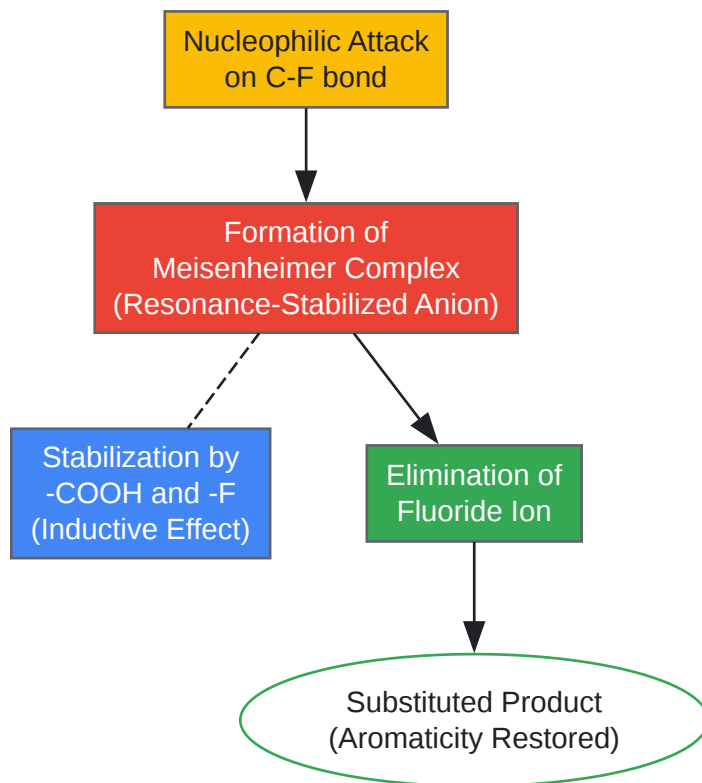 Nucleophilic Attack
on C-F bond
Formation of
Meisenheimer Complex
(Resonance-Stabilized Anion)
Stabilization by
-COOH and -F
(Inductive Effect)
Elimination of
Fluoride Ion
Substituted Product
(Aromaticity Restored)